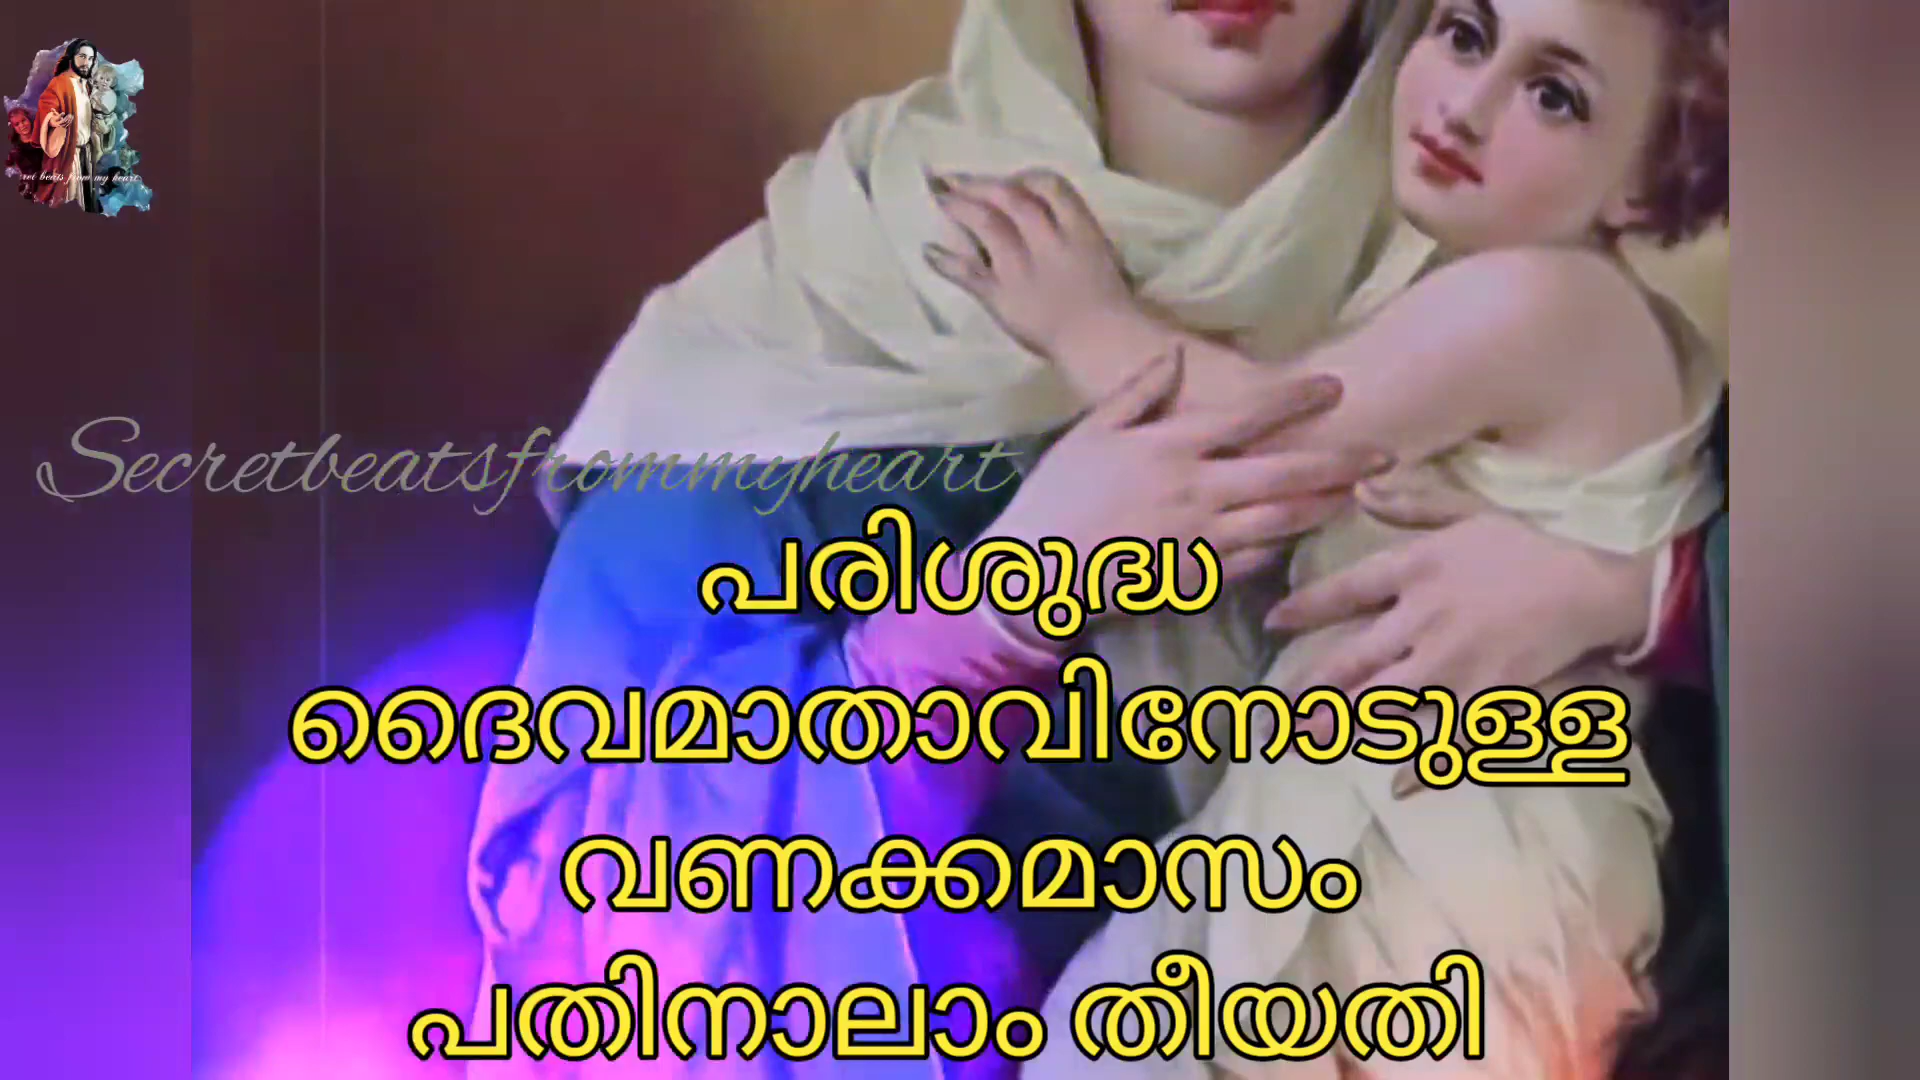 Secretbeatsfrommyheart
പരിശുദ്ധ
ദൈവമാതാവിനോടുള്ള
വണക്കമാസം
പതിനാലാം തീയതി